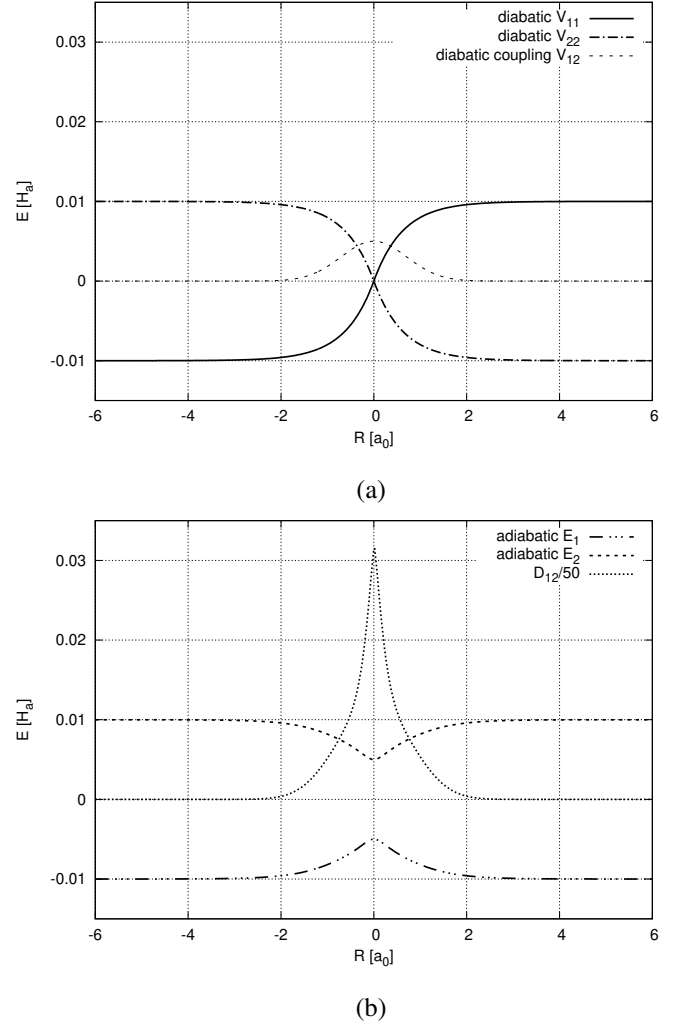 diabatic V11
diabatic V22
diabatic coupling V12
0.03
0.02
0.01
0
-0.01
E [Ha]
-6 -4 -2 0 2 4 6
R [a0]
(a)
adiabatic E1
adiabatic E2
D12/50
0.03
0.02
0.01
0
-0.01
E [Ha]
-6 -4 -2 0 2 4 6
R [a0]
(b)